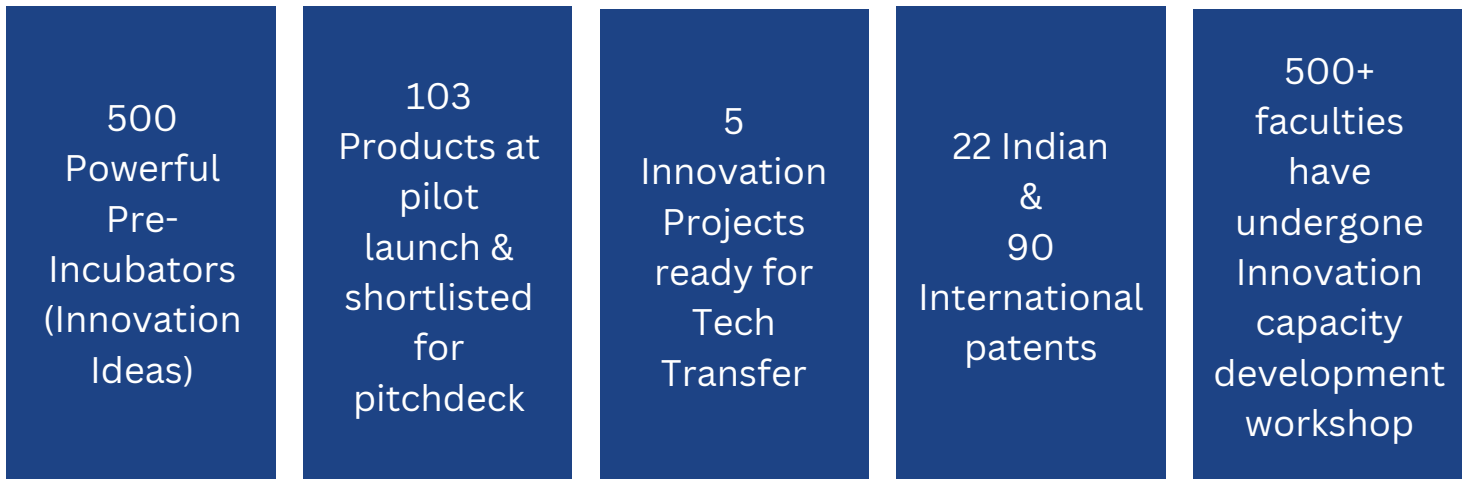 500
Powerful
Pre-
Incubators
(Innovation
Ideas)
103
Products at
pilot
launch &
shortlisted
for
pitchdeck
5
Innovation
Projects
ready for
Tech
Transfer
22 Indian
&
90
International
patents
500+
faculties
have
undergone
Innovation
capacity
development
workshop